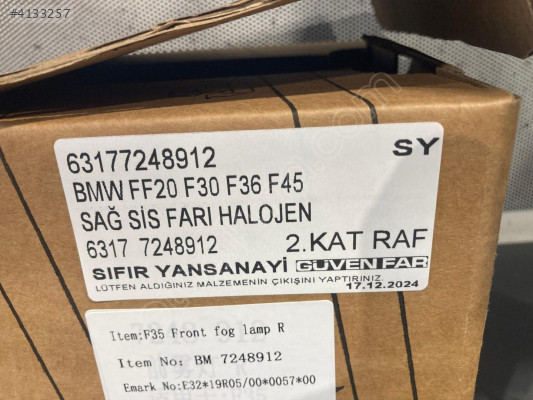 #4133257
63177248912 SY
BMW FF20 F30 F36 F45
SAĞ SİS FARI HALOJEN
6317 7248912 2.KAT RAF
SIFIR YANSANAYİ GÜVENFAR
LÜTFEN ALDIĞINIZ MALZEMENİN ÇIKIŞINI YAPTIRINIZ
17.12.2024
Item:F35 Front fog lamp R
Item No: BM 7248912
Emark No:E32*19R05/00*0057*00